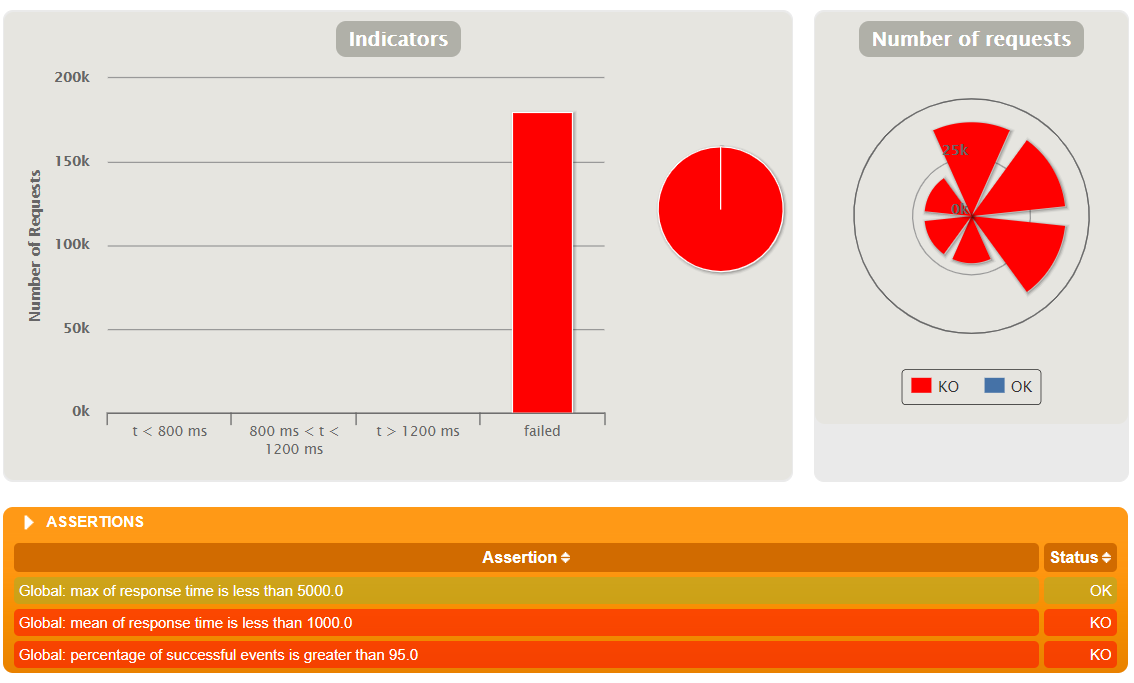 Indicators
Number of requests
200k
150k
100k
50k
0k
Number of Requests
t < 800 ms
800 ms < t <
1200 ms
t > 1200 ms
failed
25k
0k
KO OK
ASSERTIONS
Assertion Status
Global: max of response time is less than 5000.0 OK
Global: mean of response time is less than 1000.0 KO
Global: percentage of successful events is greater than 95.0 KO